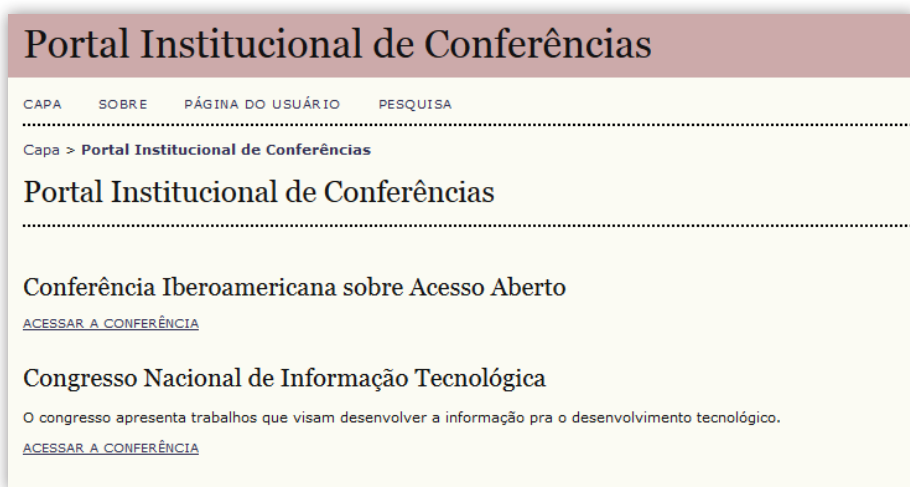 Portal Institucional de Conferências
CAPA SOBRE PÁGINA DO USUÁRIO PESQUISA
Capa > Portal Institucional de Conferências
Portal Institucional de Conferências
Conferência Iberoamericana sobre Acesso Aberto
ACESSAR A CONFERÊNCIA
Congresso Nacional de Informação Tecnológica
O congresso apresenta trabalhos que visam desenvolver a informação pra o desenvolvimento tecnológico.
ACESSAR A CONFERÊNCIA